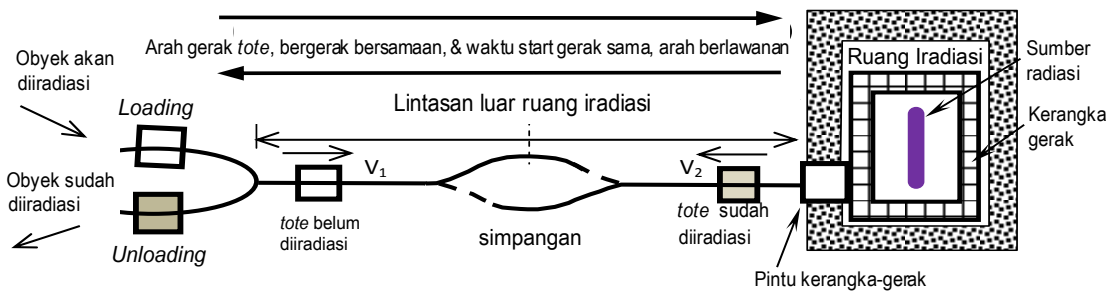 Arah gerak tote, bergerak bersamaan, & waktu start gerak sama, arah berlawanan
Obyek akan
diiradiasi
Loading
Lintasan luar ruang iradiasi
Ruang Iradiasi
Sumber
radiasi
Kerangka
gerak
Obyek sudah
diiradiasi
Unloading
V₁
tote belum
diiradiasi
simpangan
V₂
tote sudah
diiradiasi
Pintu kerangka-gerak